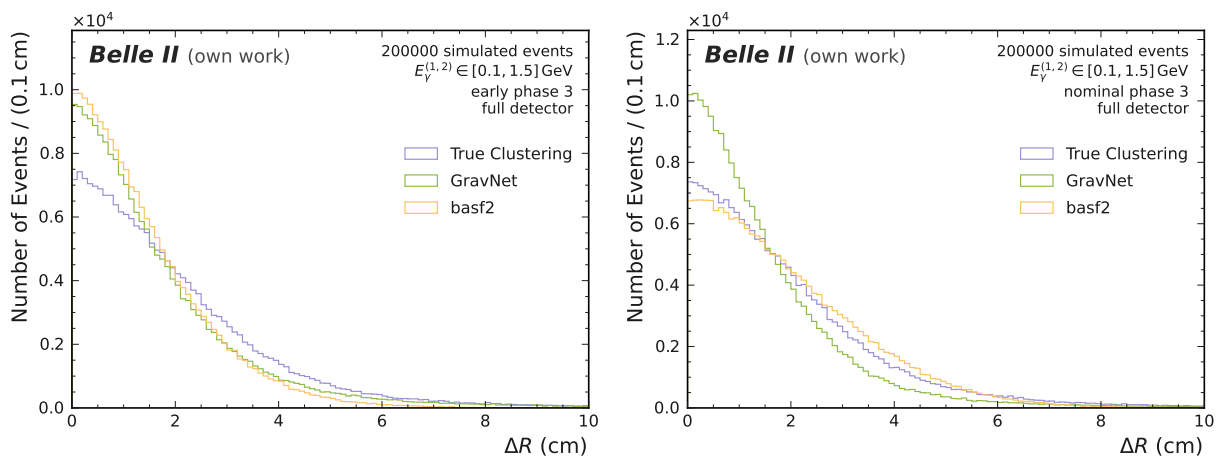 ×10⁴
Belle II (own work)
200000 simulated events
E_γ^(1,2) ∈ [0.1, 1.5] GeV
early phase 3
full detector
True Clustering
GravNet
basf2
Number of Events / (0.1 cm)
1.0
0.8
0.6
0.4
0.2
0.0
0 2 4 6 8 10
ΔR (cm)
×10⁴
Belle II (own work)
200000 simulated events
E_γ^(1,2) ∈ [0.1, 1.5] GeV
nominal phase 3
full detector
True Clustering
GravNet
basf2
Number of Events / (0.1 cm)
1.2
1.0
0.8
0.6
0.4
0.2
0.0
0 2 4 6 8 10
ΔR (cm)